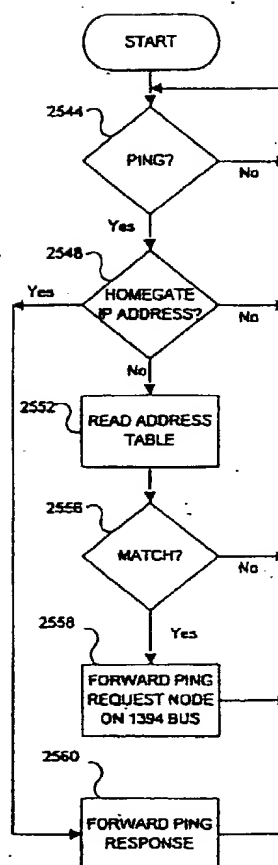 START
2544
PING?
No
Yes
2548
Yes
HOMEGATE
IP ADDRESS?
No
No
2552
READ ADDRESS
TABLE
2556
MATCH?
No
Yes
2558
FORWARD PING
REQUEST NODE
ON 1394 BUS
2560
FORWARD PING
RESPONSE